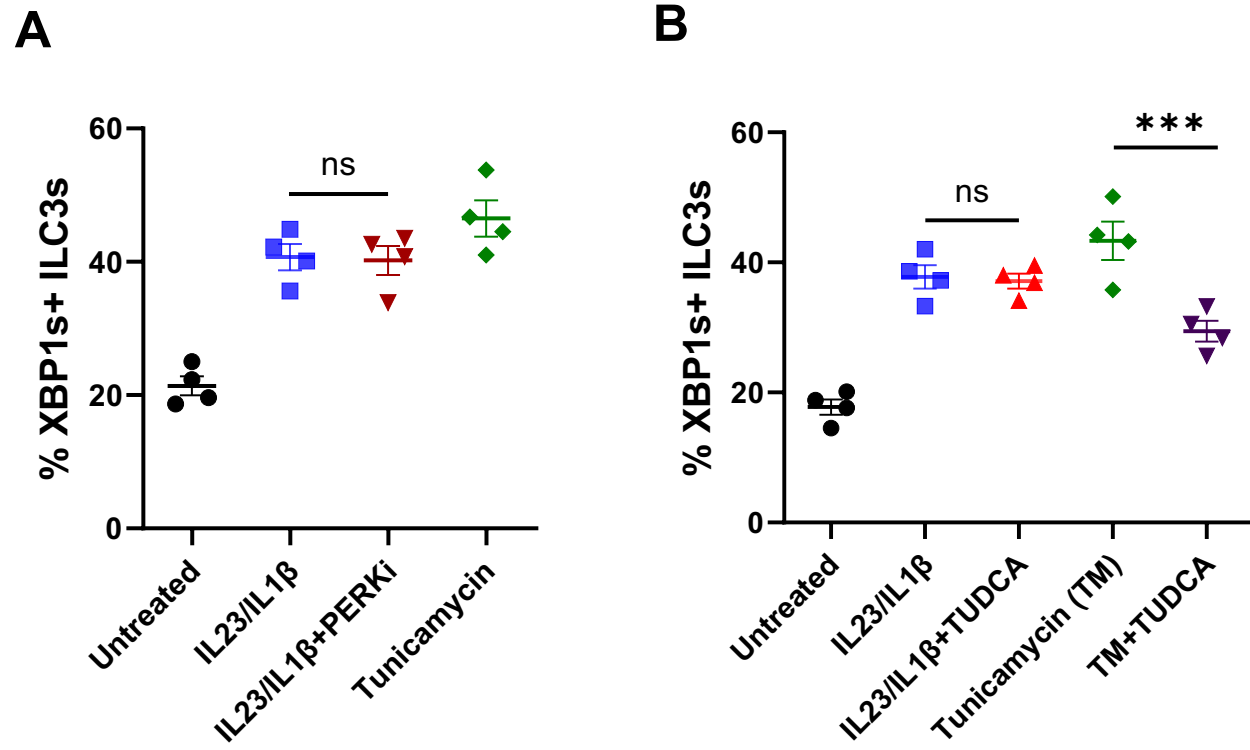 A
% XBP1s+ ILC3s
60
40
20
0
ns
Untreated
IL23/IL1β
IL23/IL1β+PERKi
Tunicamycin
B
% XBP1s+ ILC3s
60
40
20
0
ns
***
Untreated
IL23/IL1β
IL23/IL1β+TUDCA
Tunicamycin (TM)
TM+TUDCA